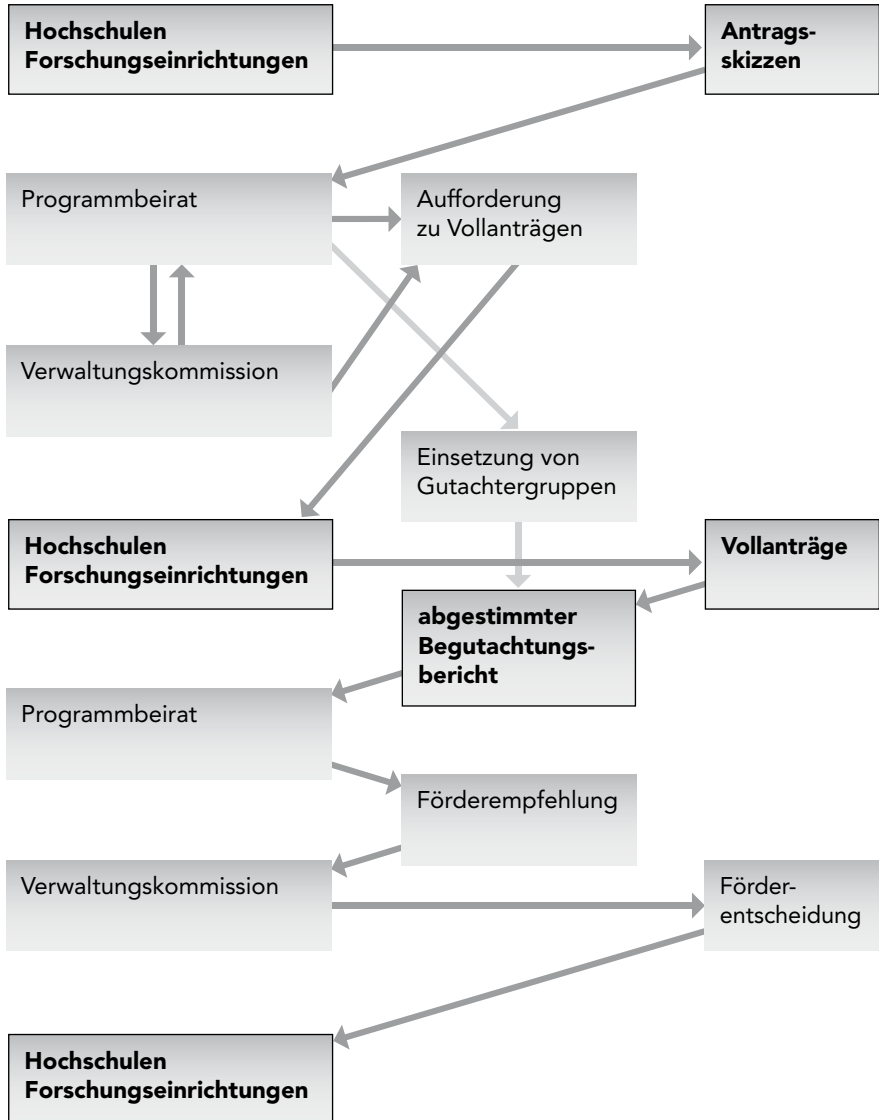 Hochschulen
Forschungseinrichtungen
Antrags-
skizzen
Programmbeirat
Aufforderung
zu Vollanträgen
Verwaltungskommission
Einsetzung von
Gutachtergruppen
Hochschulen
Forschungseinrichtungen
Vollanträge
abgestimmter
Begutachtungs-
bericht
Programmbeirat
Förderempfehlung
Verwaltungskommission
Förder-
entscheidung
Hochschulen
Forschungseinrichtungen